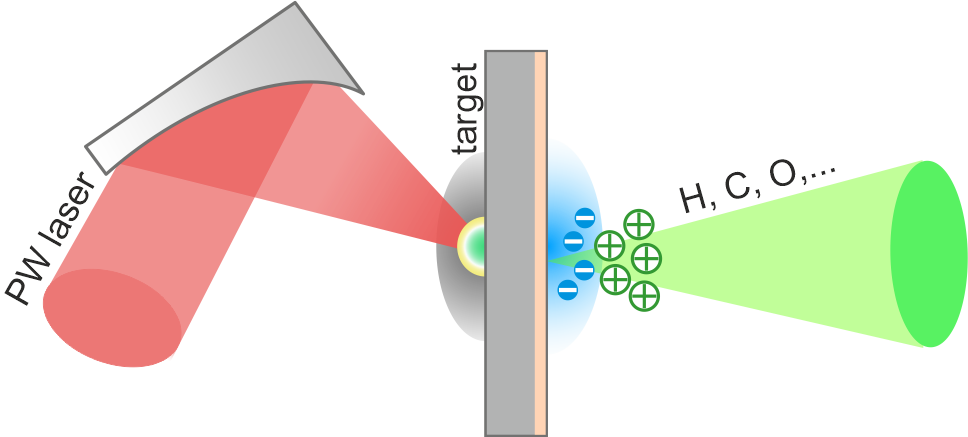 PW laser
target
H, C, O,...